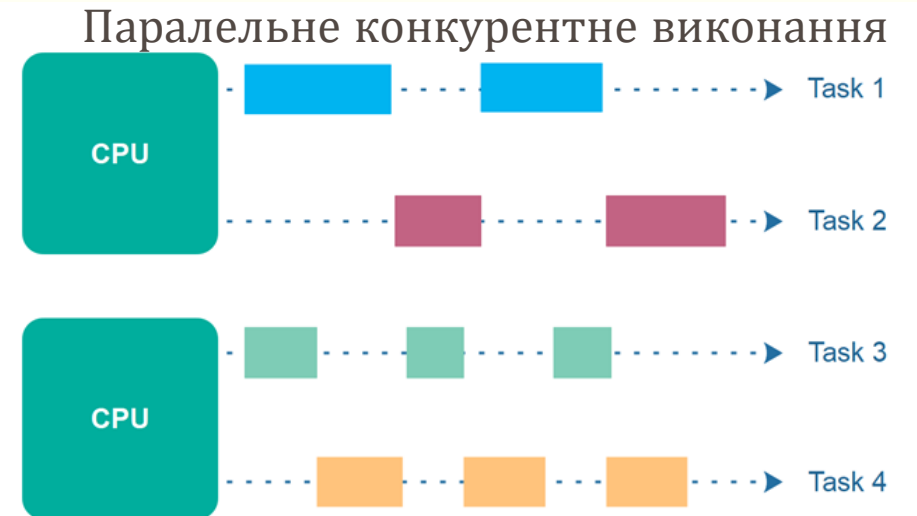 Паралельне конкурентне виконання
CPU
Task 1
Task 2
CPU
Task 3
Task 4